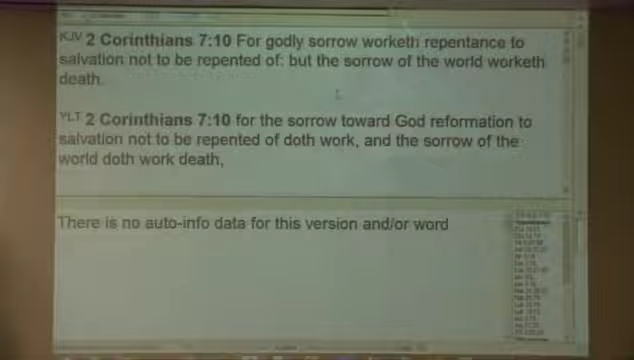 KJV 2 Corinthians 7:10 For godly sorrow worketh repentance to
salvation not to be repented of: but the sorrow of the world worketh
death.
YLT 2 Corinthians 7:10 for the sorrow toward God reformation to
salvation not to be repented of doth work, and the sorrow of the
world doth work death,
There is no auto-info data for this version and/or word